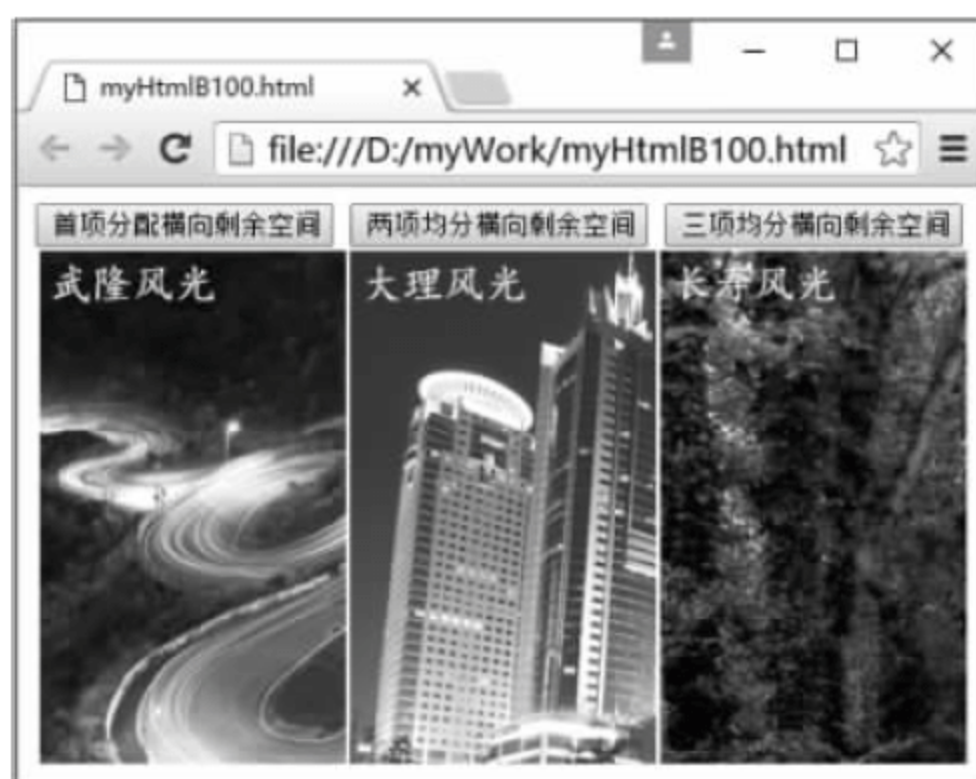 myHtmlB100.html
file:///D:/myWork/myHtmlB100.html
首项分配横向剩余空间 两项均分横向剩余空间 三项均分横向剩余空间
武隆风光 大理风光 长寿风光